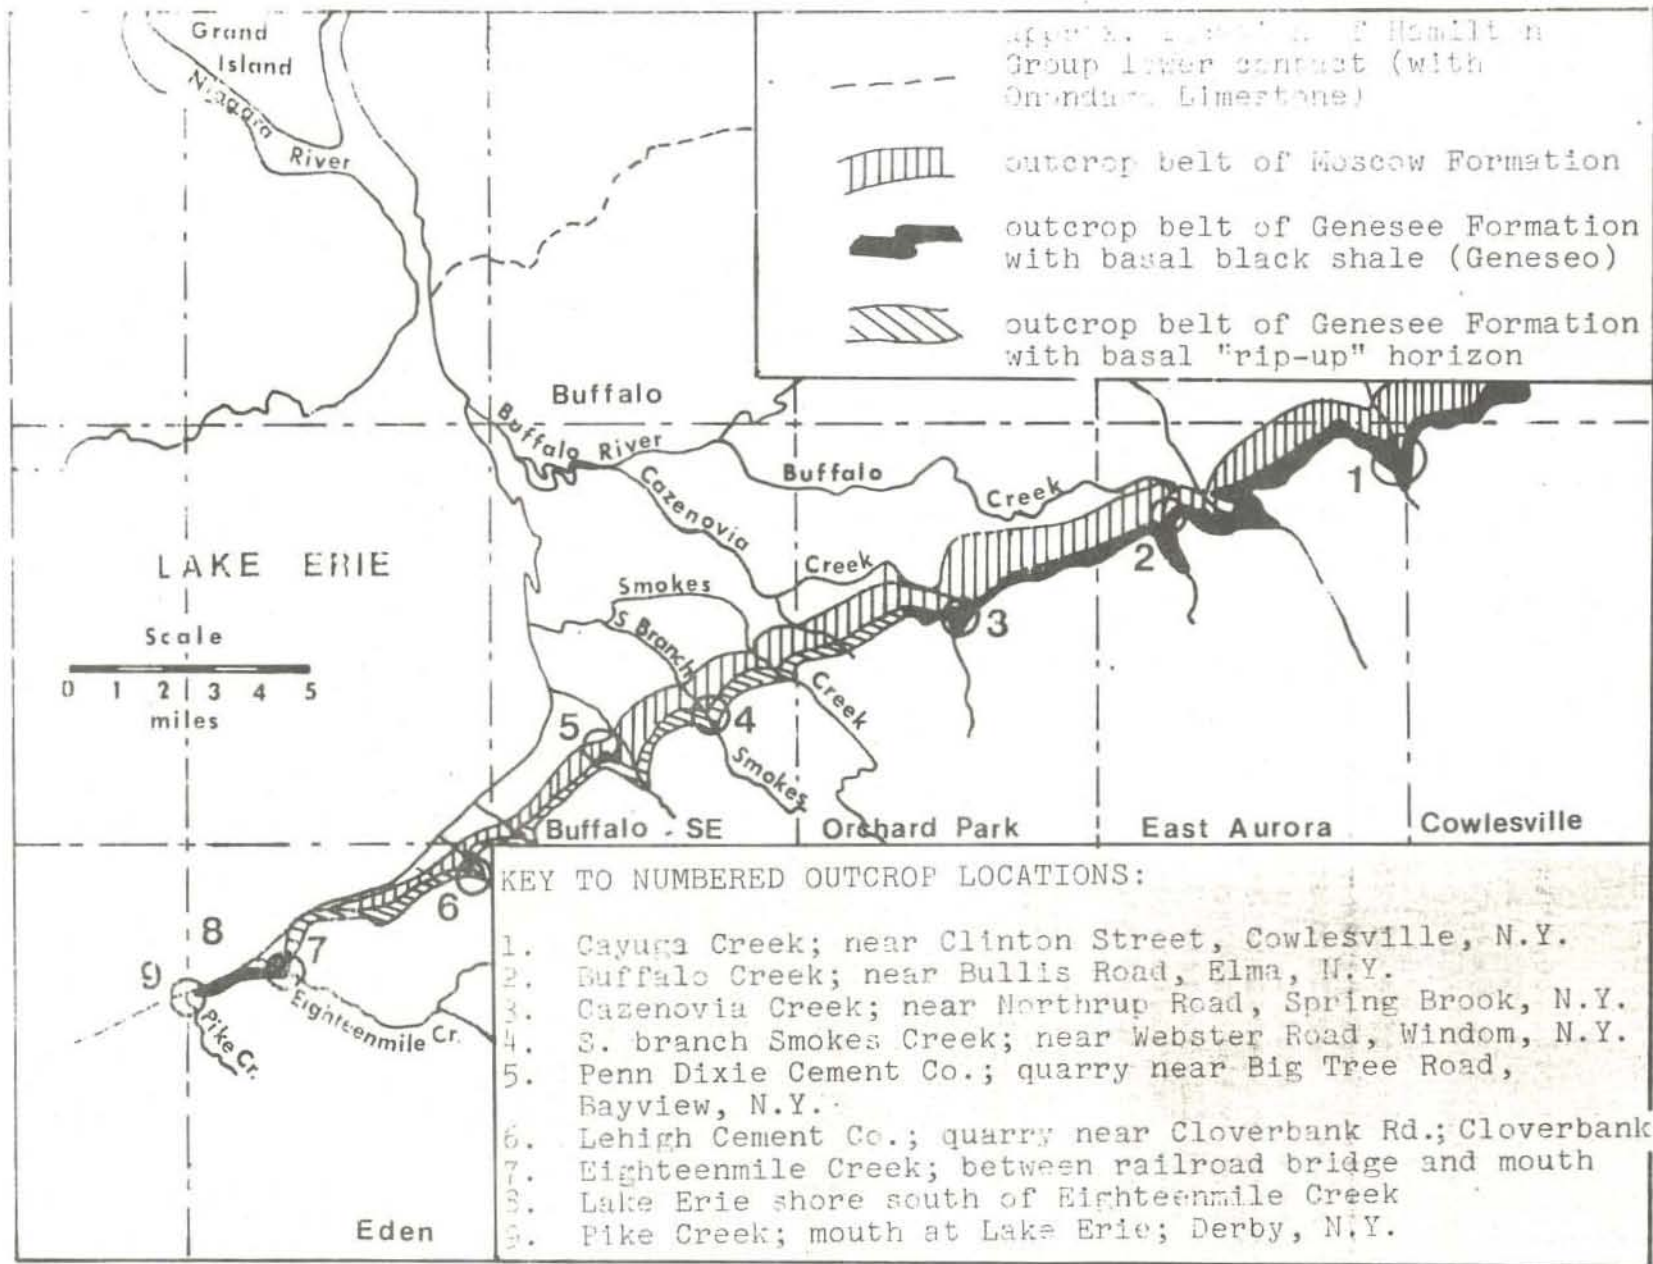 Grand
Island
Niagara
River
Group lower contact (with
Limestone)
outcrop belt of Moscow Formation
outcrop belt of Genesee Formation
with basal black shale (Geneseo)
outcrop belt of Genesee Formation
with basal "rip-up" horizon
Buffalo
Buffalo River
Cazenovia
Buffalo
Creek
1
2
LAKE ERIE
Creek
Smokes
S Branch
3
Scale
0 1 2 3 4 5
miles
Creek
4
5
Smokes
Buffalo - SE
Orchard Park
East Aurora
Cowlesville
6
7
8
9
Eighteenmile Cr.
Pike Cr.
Eden
KEY TO NUMBERED OUTCROP LOCATIONS:
1. Cayuga Creek; near Clinton Street, Cowlesville, N.Y.
2. Buffalo Creek; near Bullis Road, Elma, N.Y.
3. Cazenovia Creek; near Northrup Road, Spring Brook, N.Y.
4. S. branch Smokes Creek; near Webster Road, Windom, N.Y.
5. Penn Dixie Cement Co.; quarry near Big Tree Road,
Bayview, N.Y.
6. Lehigh Cement Co.; quarry near Cloverbank Rd.; Cloverbank
7. Eighteenmile Creek; between railroad bridge and mouth
8. Lake Erie shore south of Eighteenmile Creek
9. Pike Creek; mouth at Lake Erie; Derby, N.Y.